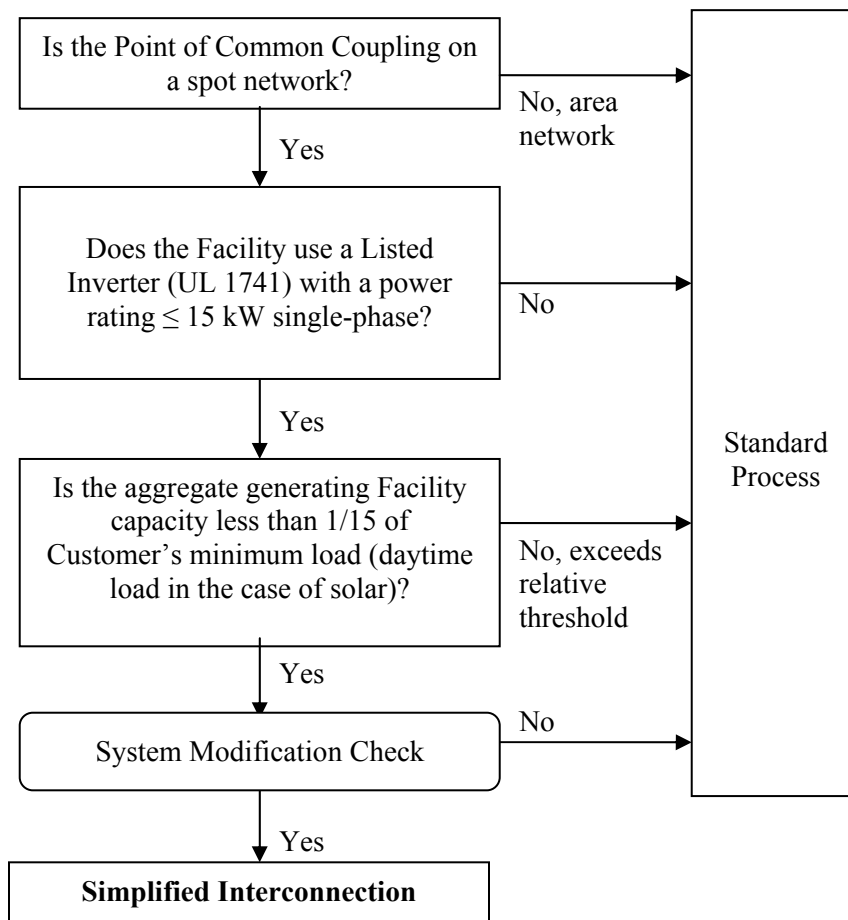 Is the Point of Common Coupling on
a spot network?
No, area
network
Yes
Does the Facility use a Listed
Inverter (UL 1741) with a power
rating ≤ 15 kW single-phase?
No
Yes
Standard
Process
Is the aggregate generating Facility
capacity less than 1/15 of
Customer’s minimum load (daytime
load in the case of solar)?
No, exceeds
relative
threshold
Yes
No
System Modification Check
Yes
Simplified Interconnection